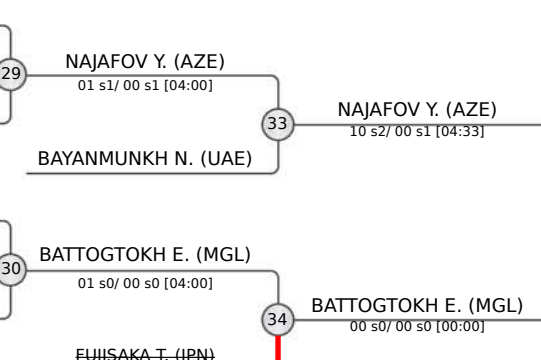 29
NAJAFOV Y. (AZE)
01 s1/ 00 s1 [04:00]
33
NAJAFOV Y. (AZE)
10 s2/ 00 s1 [04:33]
BAYANMUNKH N. (UAE)
30
BATTOGTOKH E. (MGL)
01 s0/ 00 s0 [04:00]
34
BATTOGTOKH E. (MGL)
00 s0/ 00 s0 [00:00]
FUJISAKA T. (JPN)